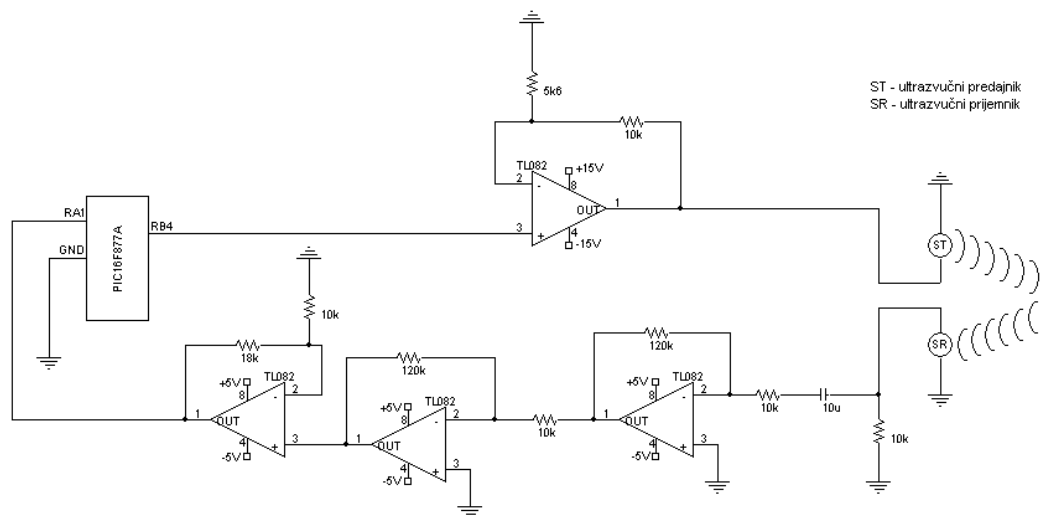 5k6
10k
ST - ultrazvučni predajnik
SR - ultrazvučni prijemnik
TL082
+15V
2
-
8
OUT
1
3
+
4
-15V
RA1
RB4
GND
PIC16F877A
ST
10k
18k
TL082
+5V
8
2
-
1
OUT
4
+
3
-5V
120k
TL082
+5V
8
2
-
1
OUT
4
+
3
-5V
10k
120k
TL082
+5V
8
2
-
1
OUT
4
+
3
-5V
10k
10u
10k
SR